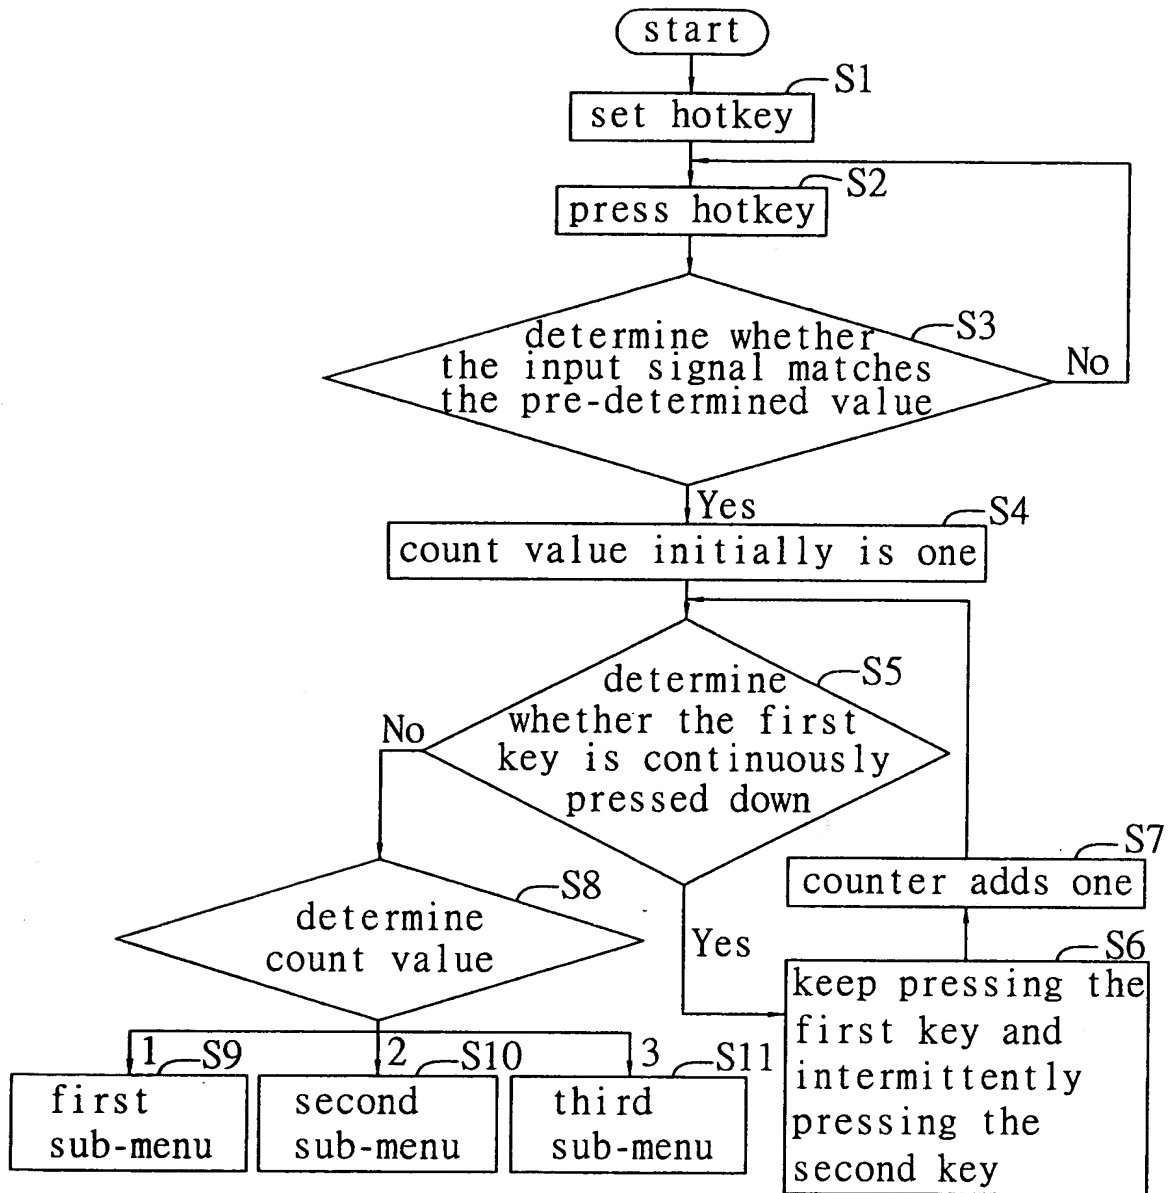 start
S1
set hotkey
S2
press hotkey
S3
determine whether
the input signal matches
the pre-determined value
No
Yes
S4
count value initially is one
S5
determine
whether the first
key is continuously
pressed down
No
S7
counter adds one
S8
determine
count value
Yes
S6
keep pressing the
first key and
intermittently
pressing the
second key
1
S9
first
sub-menu
2
S10
second
sub-menu
3
S11
third
sub-menu